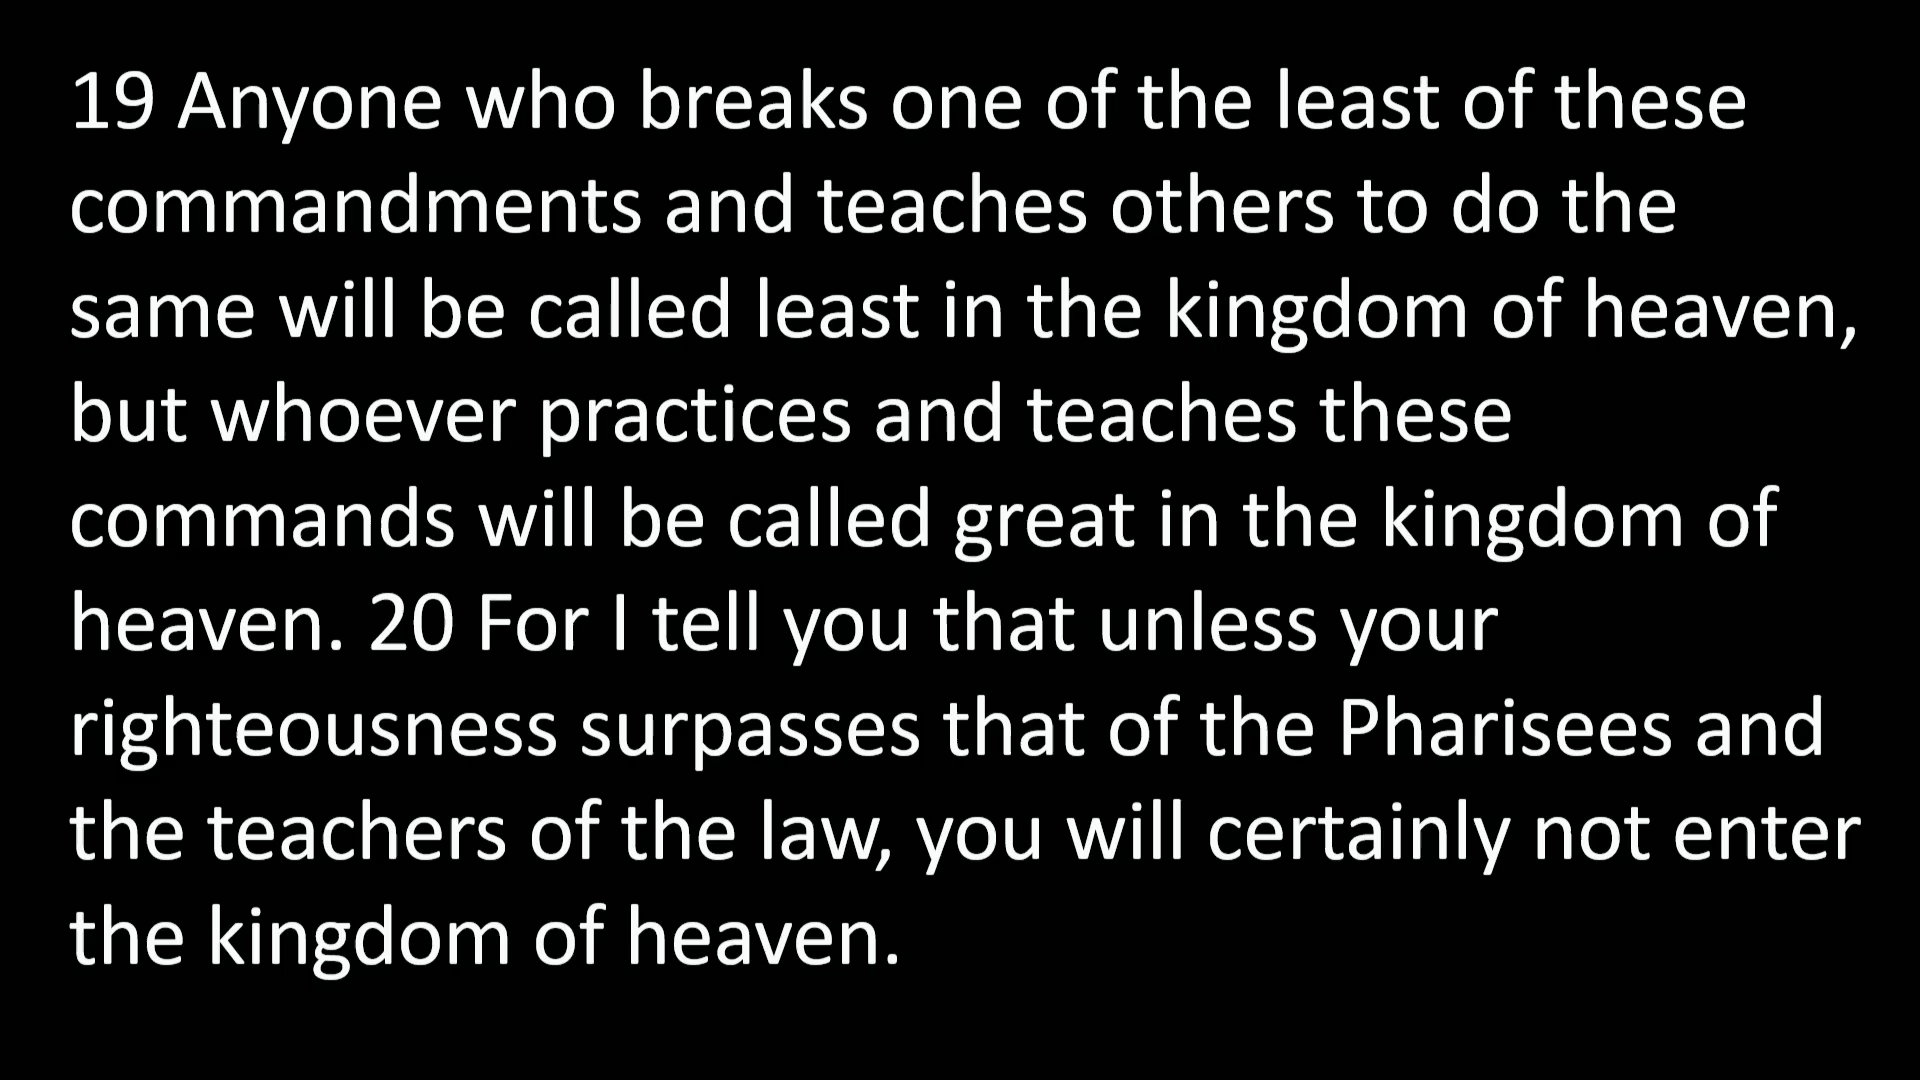 19 Anyone who breaks one of the least of these
commandments and teaches others to do the
same will be called least in the kingdom of heaven,
but whoever practices and teaches these
commands will be called great in the kingdom of
heaven. 20 For I tell you that unless your
righteousness surpasses that of the Pharisees and
the teachers of the law, you will certainly not enter
the kingdom of heaven.